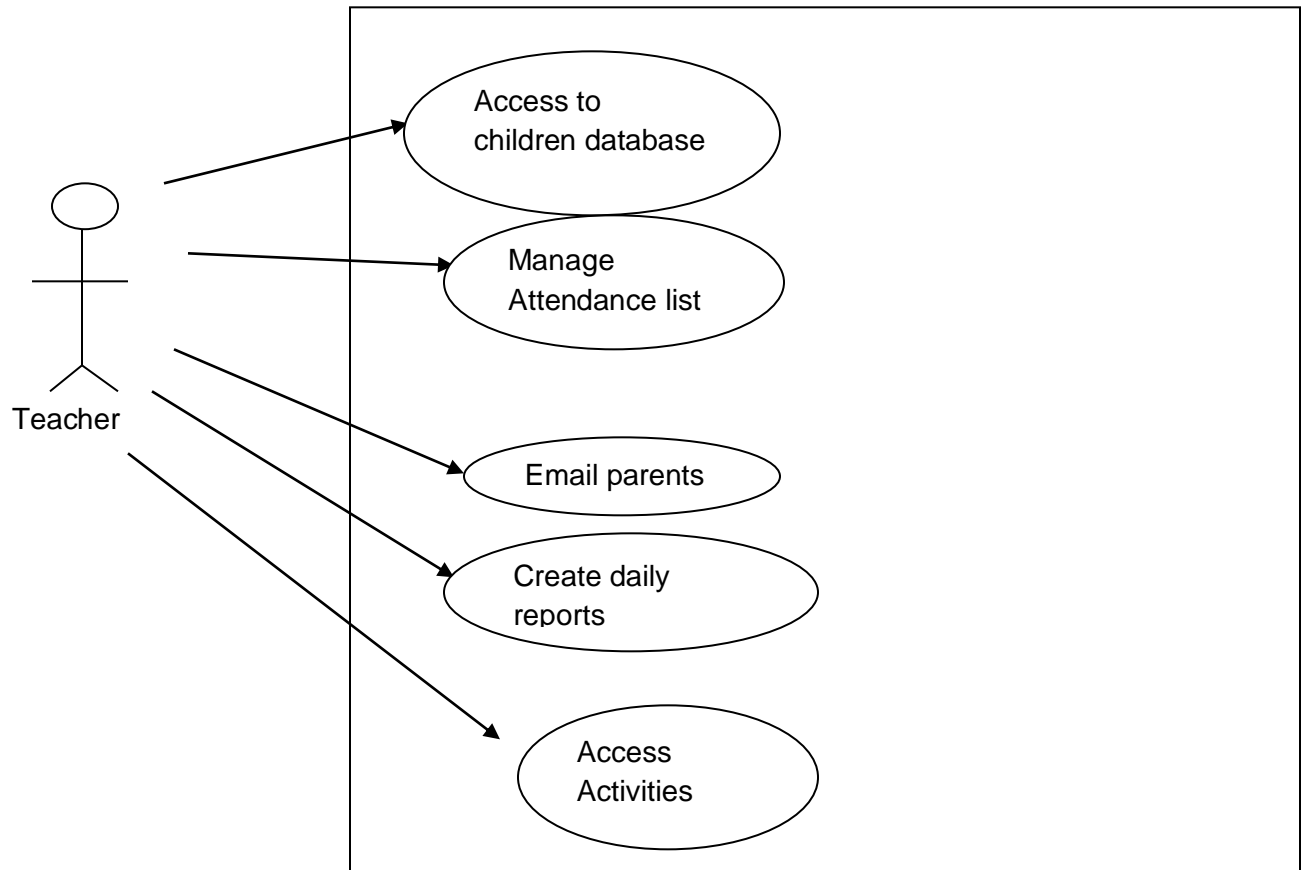 Access to
children database
Manage
Attendance list
Teacher
Email parents
Create daily
reports
Access
Activities